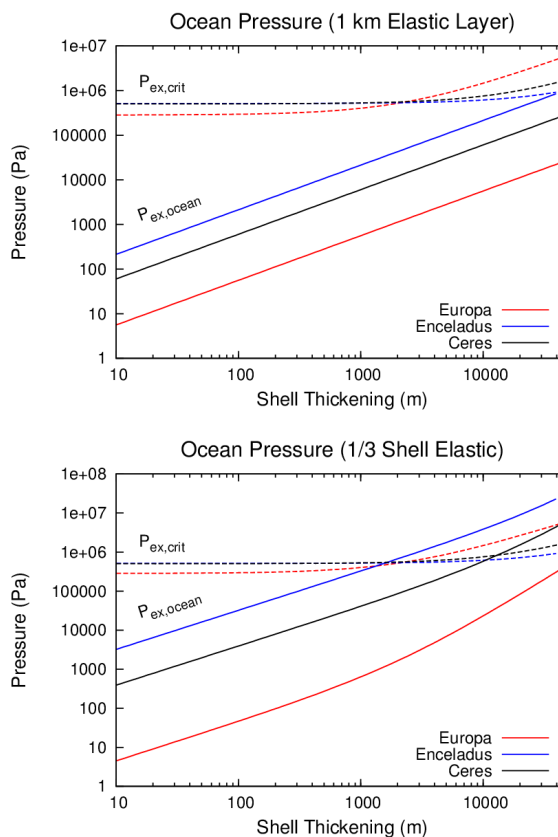 Ocean Pressure (1 km Elastic Layer)
1e+07
1e+06
100000
10000
1000
100
10
1
Pressure (Pa)
P_ex,crit
P_ex,ocean
Europa
Enceladus
Ceres
10 100 1000 10000
Shell Thickening (m)
Ocean Pressure (1/3 Shell Elastic)
1e+08
1e+07
1e+06
100000
10000
1000
100
10
1
Pressure (Pa)
P_ex,crit
P_ex,ocean
Europa
Enceladus
Ceres
10 100 1000 10000
Shell Thickening (m)